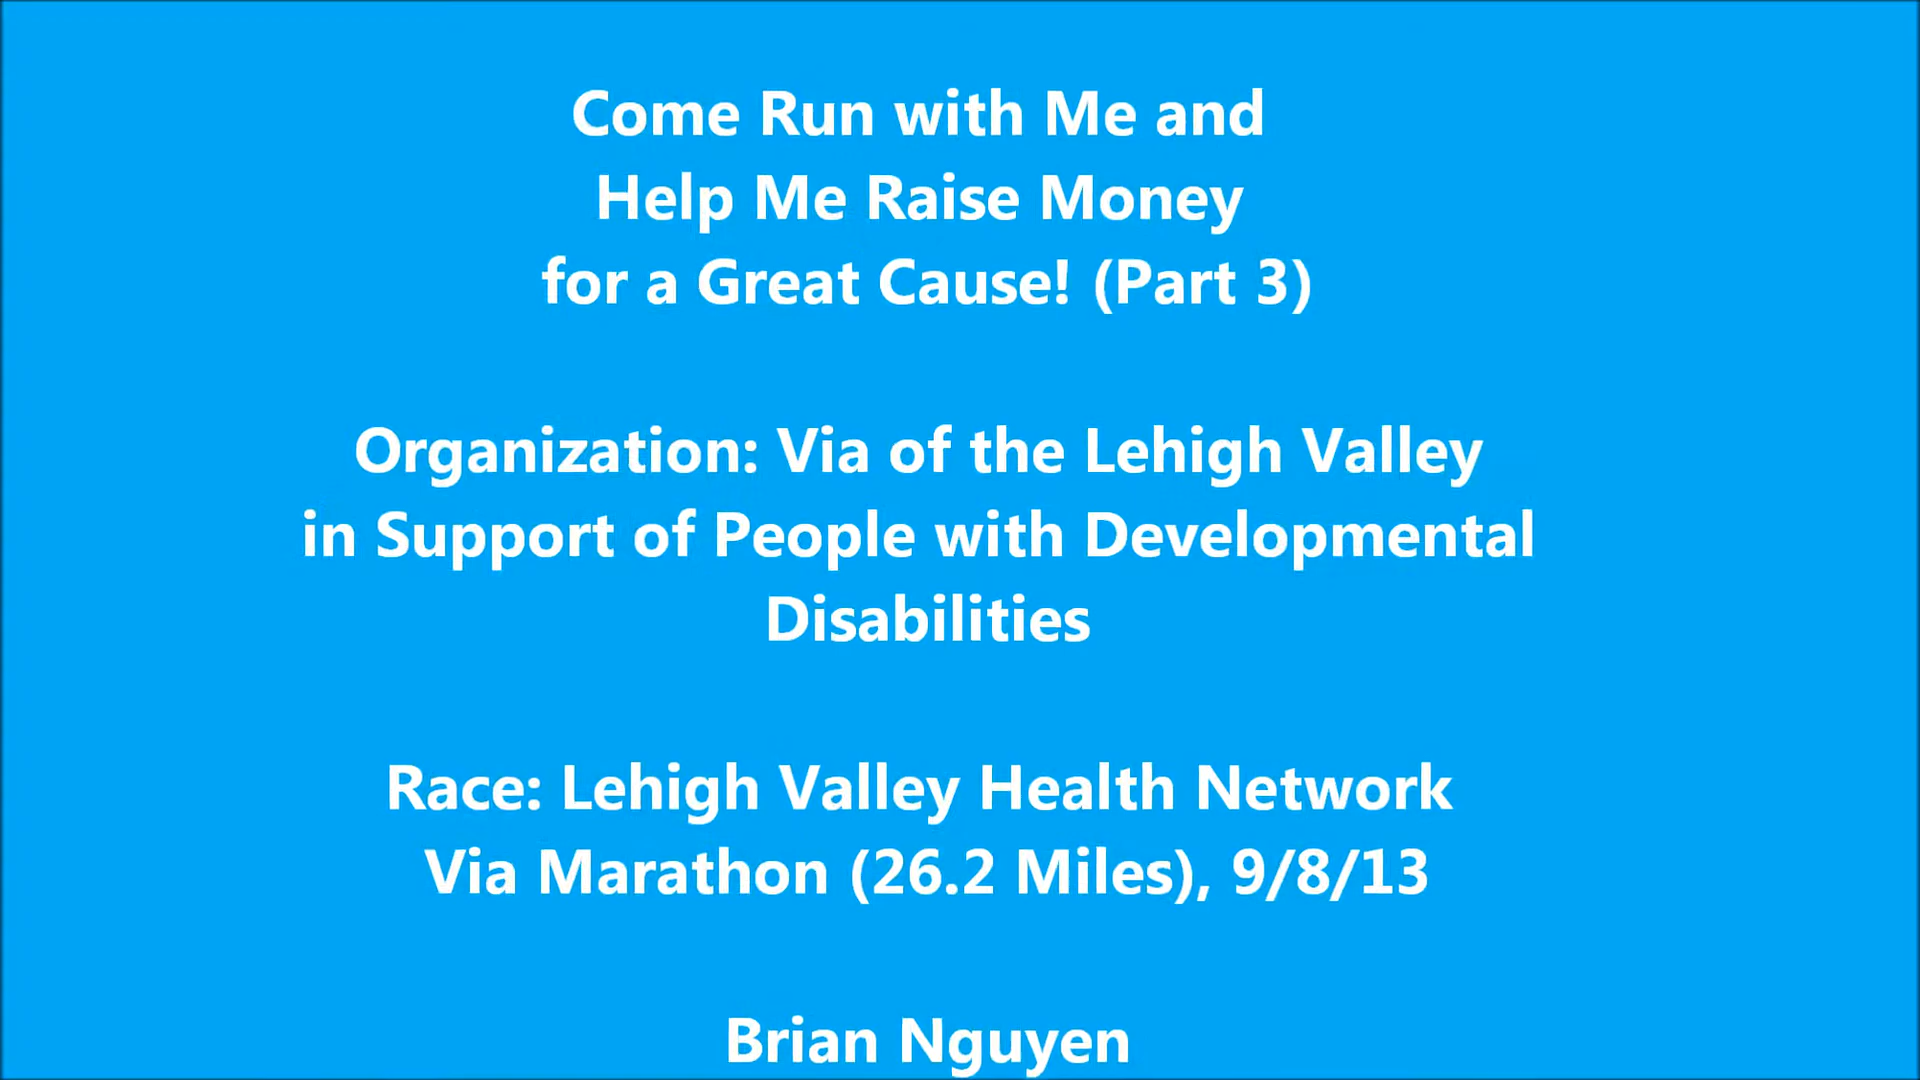 Come Run with Me and
Help Me Raise Money
for a Great Cause! (Part 3)
Organization: Via of the Lehigh Valley
in Support of People with Developmental
Disabilities
Race: Lehigh Valley Health Network
Via Marathon (26.2 Miles), 9/8/13
Brian Nguyen